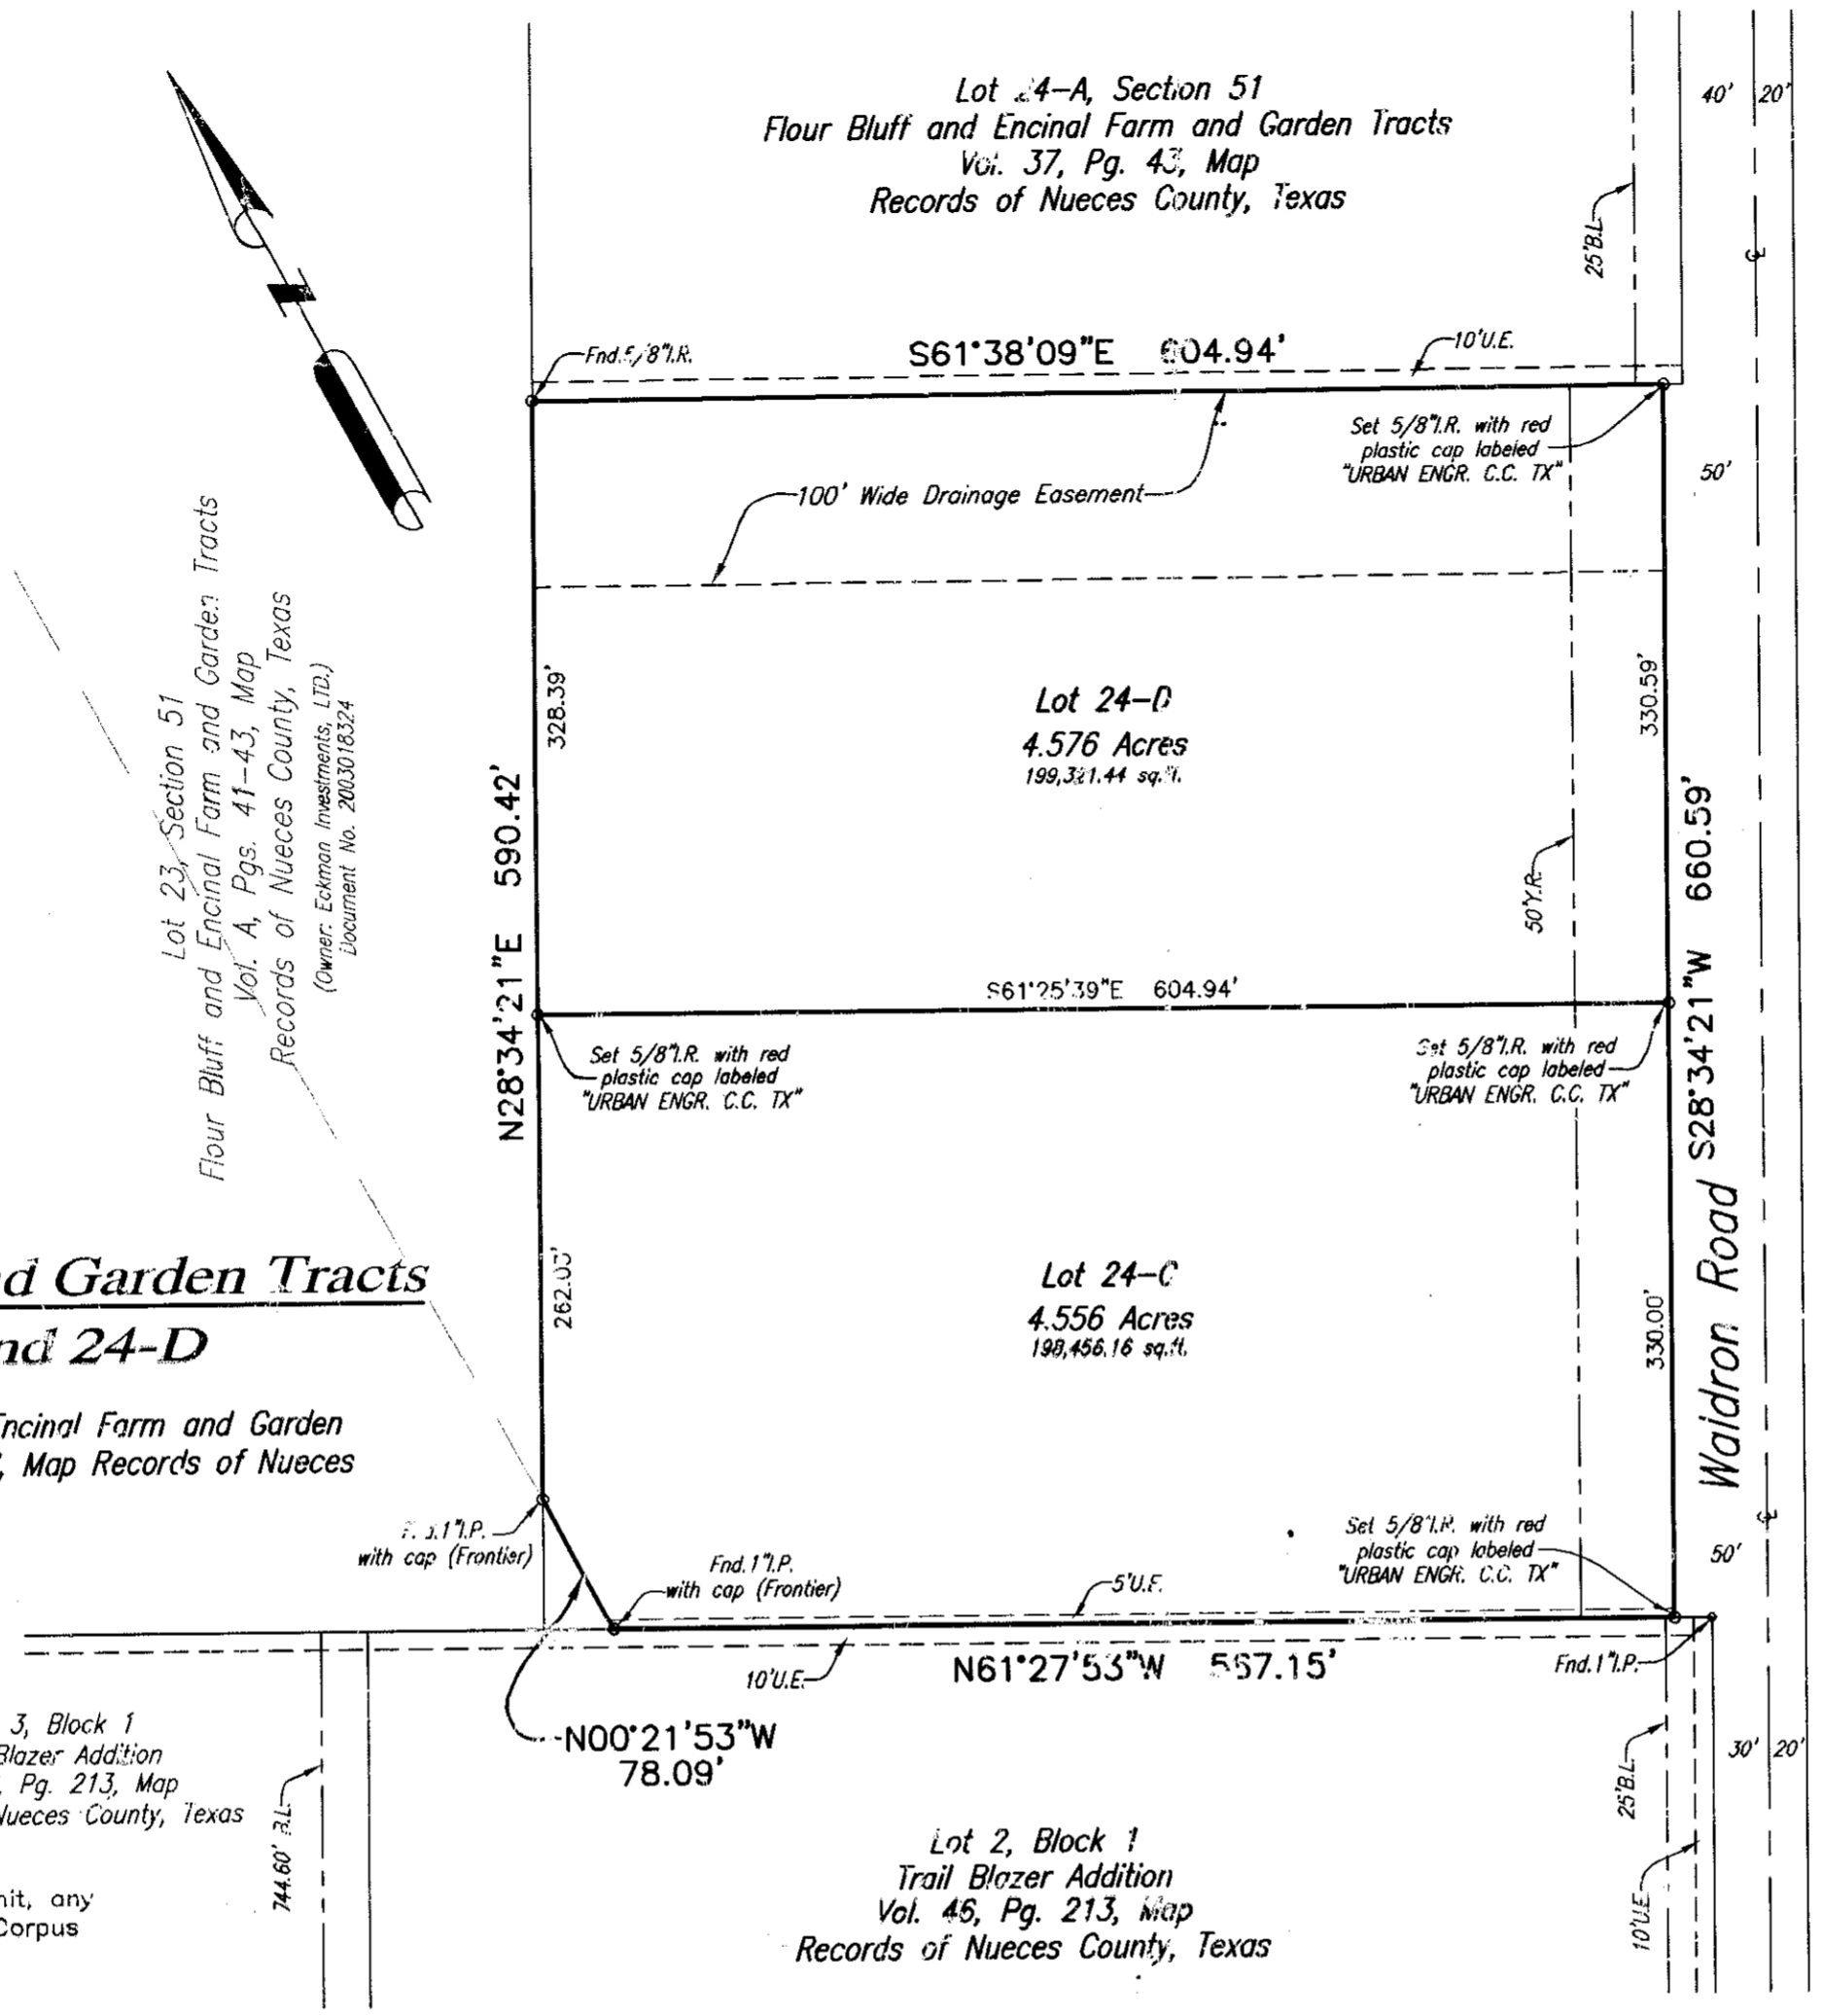 Lot 24-A, Section 51
Flour Bluff and Encinal Farm and Garden Tracts
Vol. 37, Pg. 43, Map
Records of Nueces County, Texas
40' 20'
25'B.L.
Fnd. 5/8"I.R.
S61°38'09"E 604.94'
10'U.E.
Set 5/8"I.R. with red
plastic cap labeled
"URBAN ENGR. C.C. TX"
50'
100' Wide Drainage Easement
Lot 23, Section 51
Flour Bluff and Encinal Farm and Garden Tracts
Vol. A, Pgs. 41-43, Map
Records of Nueces County, Texas
(Owner: Eckman Investments, LTD.)
Document No. 2003018324
328.39'
N28°34'21"E 590.42'
Lot 24-D
4.576 Acres
sq.ft.
330.59'
50'Y.R.
S28°34'21"W 660.59'
S61°25'39"E 604.94'
Set 5/8"I.R. with red
plastic cap labeled
"URBAN ENGR. C.C. TX"
Set 5/8"I.R. with red
plastic cap labeled
"URBAN ENGR. C.C. TX"
Waldron Road
d Garden Tracts
nd 24-D
Encinal Farm and Garden
, Map Records of Nueces
Lot 24-C
4.556 Acres
198,456.16 sq.ft.
330.00'
1"I.P.
with cap (Frontier)
Fnd. 1"I.P.
with cap (Frontier)
5'U.E.
Set 5/8"I.R. with red
plastic cap labeled
"URBAN ENGR. C.C. TX"
50'
10'U.E.
N61°27'53"W
Fnd. 1"I.P.
N00°21'53"W
78.09'
3, Block 1
Blazer Addition
, Pg. 213, Map
Nueces County, Texas
744.60' B.L.
25'B.L.
30' 20'
10'U.E.
Lot 2, Block 1
Trail Blazer Addition
Vol. 46, Pg. 213, Map
Records of Nueces County, Texas
mit, any
Corpus